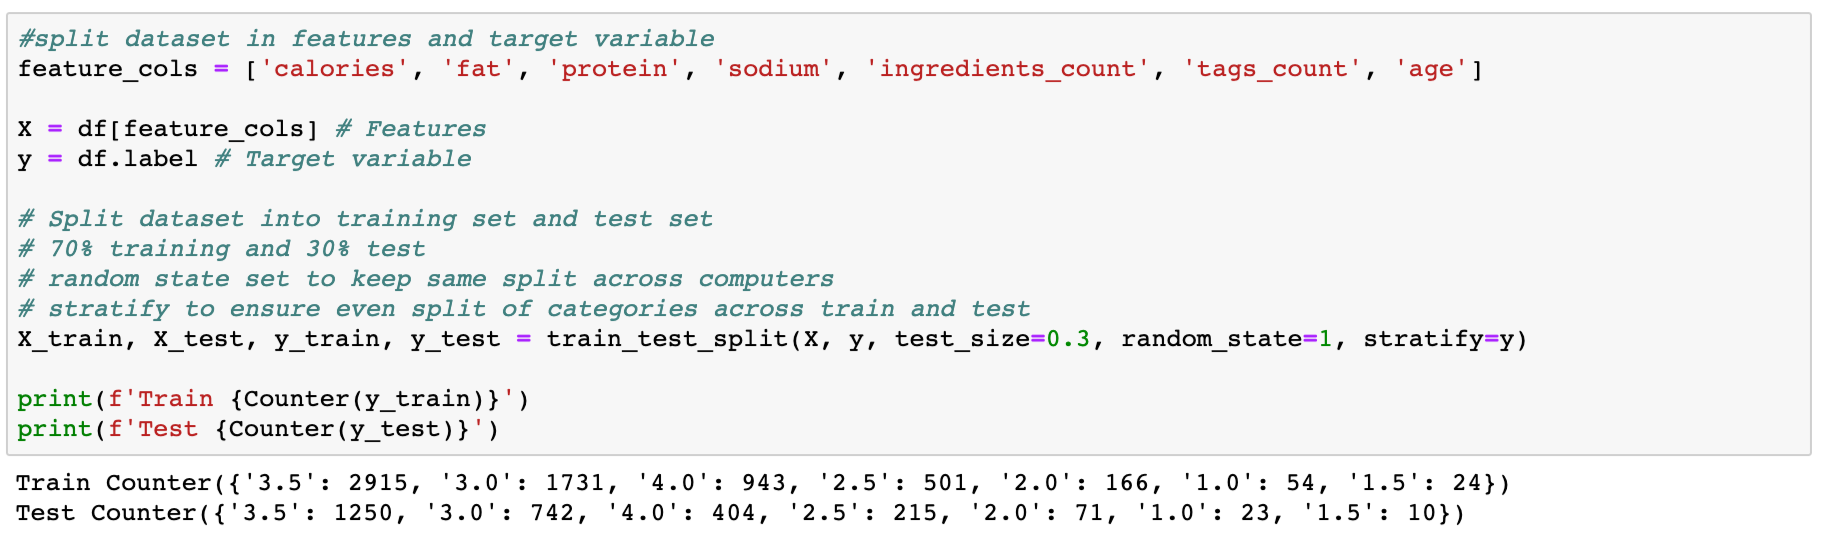 #split dataset in features and target variable
feature_cols = ['calories', 'fat', 'protein', 'sodium', 'ingredients_count', 'tags_count', 'age']
X = df[feature_cols] # Features
y = df.label # Target variable
# Split dataset into training set and test set
# 70% training and 30% test
# random state set to keep same split across computers
# stratify to ensure even split of categories across train and test
X_train, X_test, y_train, y_test = train_test_split(X, y, test_size=0.3, random_state=1, stratify=y)
print(f'Train {Counter(y_train)}')
print(f'Test {Counter(y_test)}')
Train Counter({'3.5': 2915, '3.0': 1731, '4.0': 943, '2.5': 501, '2.0': 166, '1.0': 54, '1.5': 24})
Test Counter({'3.5': 1250, '3.0': 742, '4.0': 404, '2.5': 215, '2.0': 71, '1.0': 23, '1.5': 10})